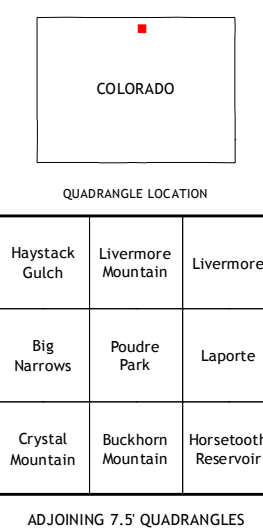 COLORADO
QUADRANGLE LOCATION
Haystack
Gulch
Livermore
Mountain
Livermore
Big
Narrows
Poudre
Park
Laporte
Crystal
Mountain
Buckhorn
Mountain
Horsetooth
Reservoir
ADJOINING 7.5' QUADRANGLES